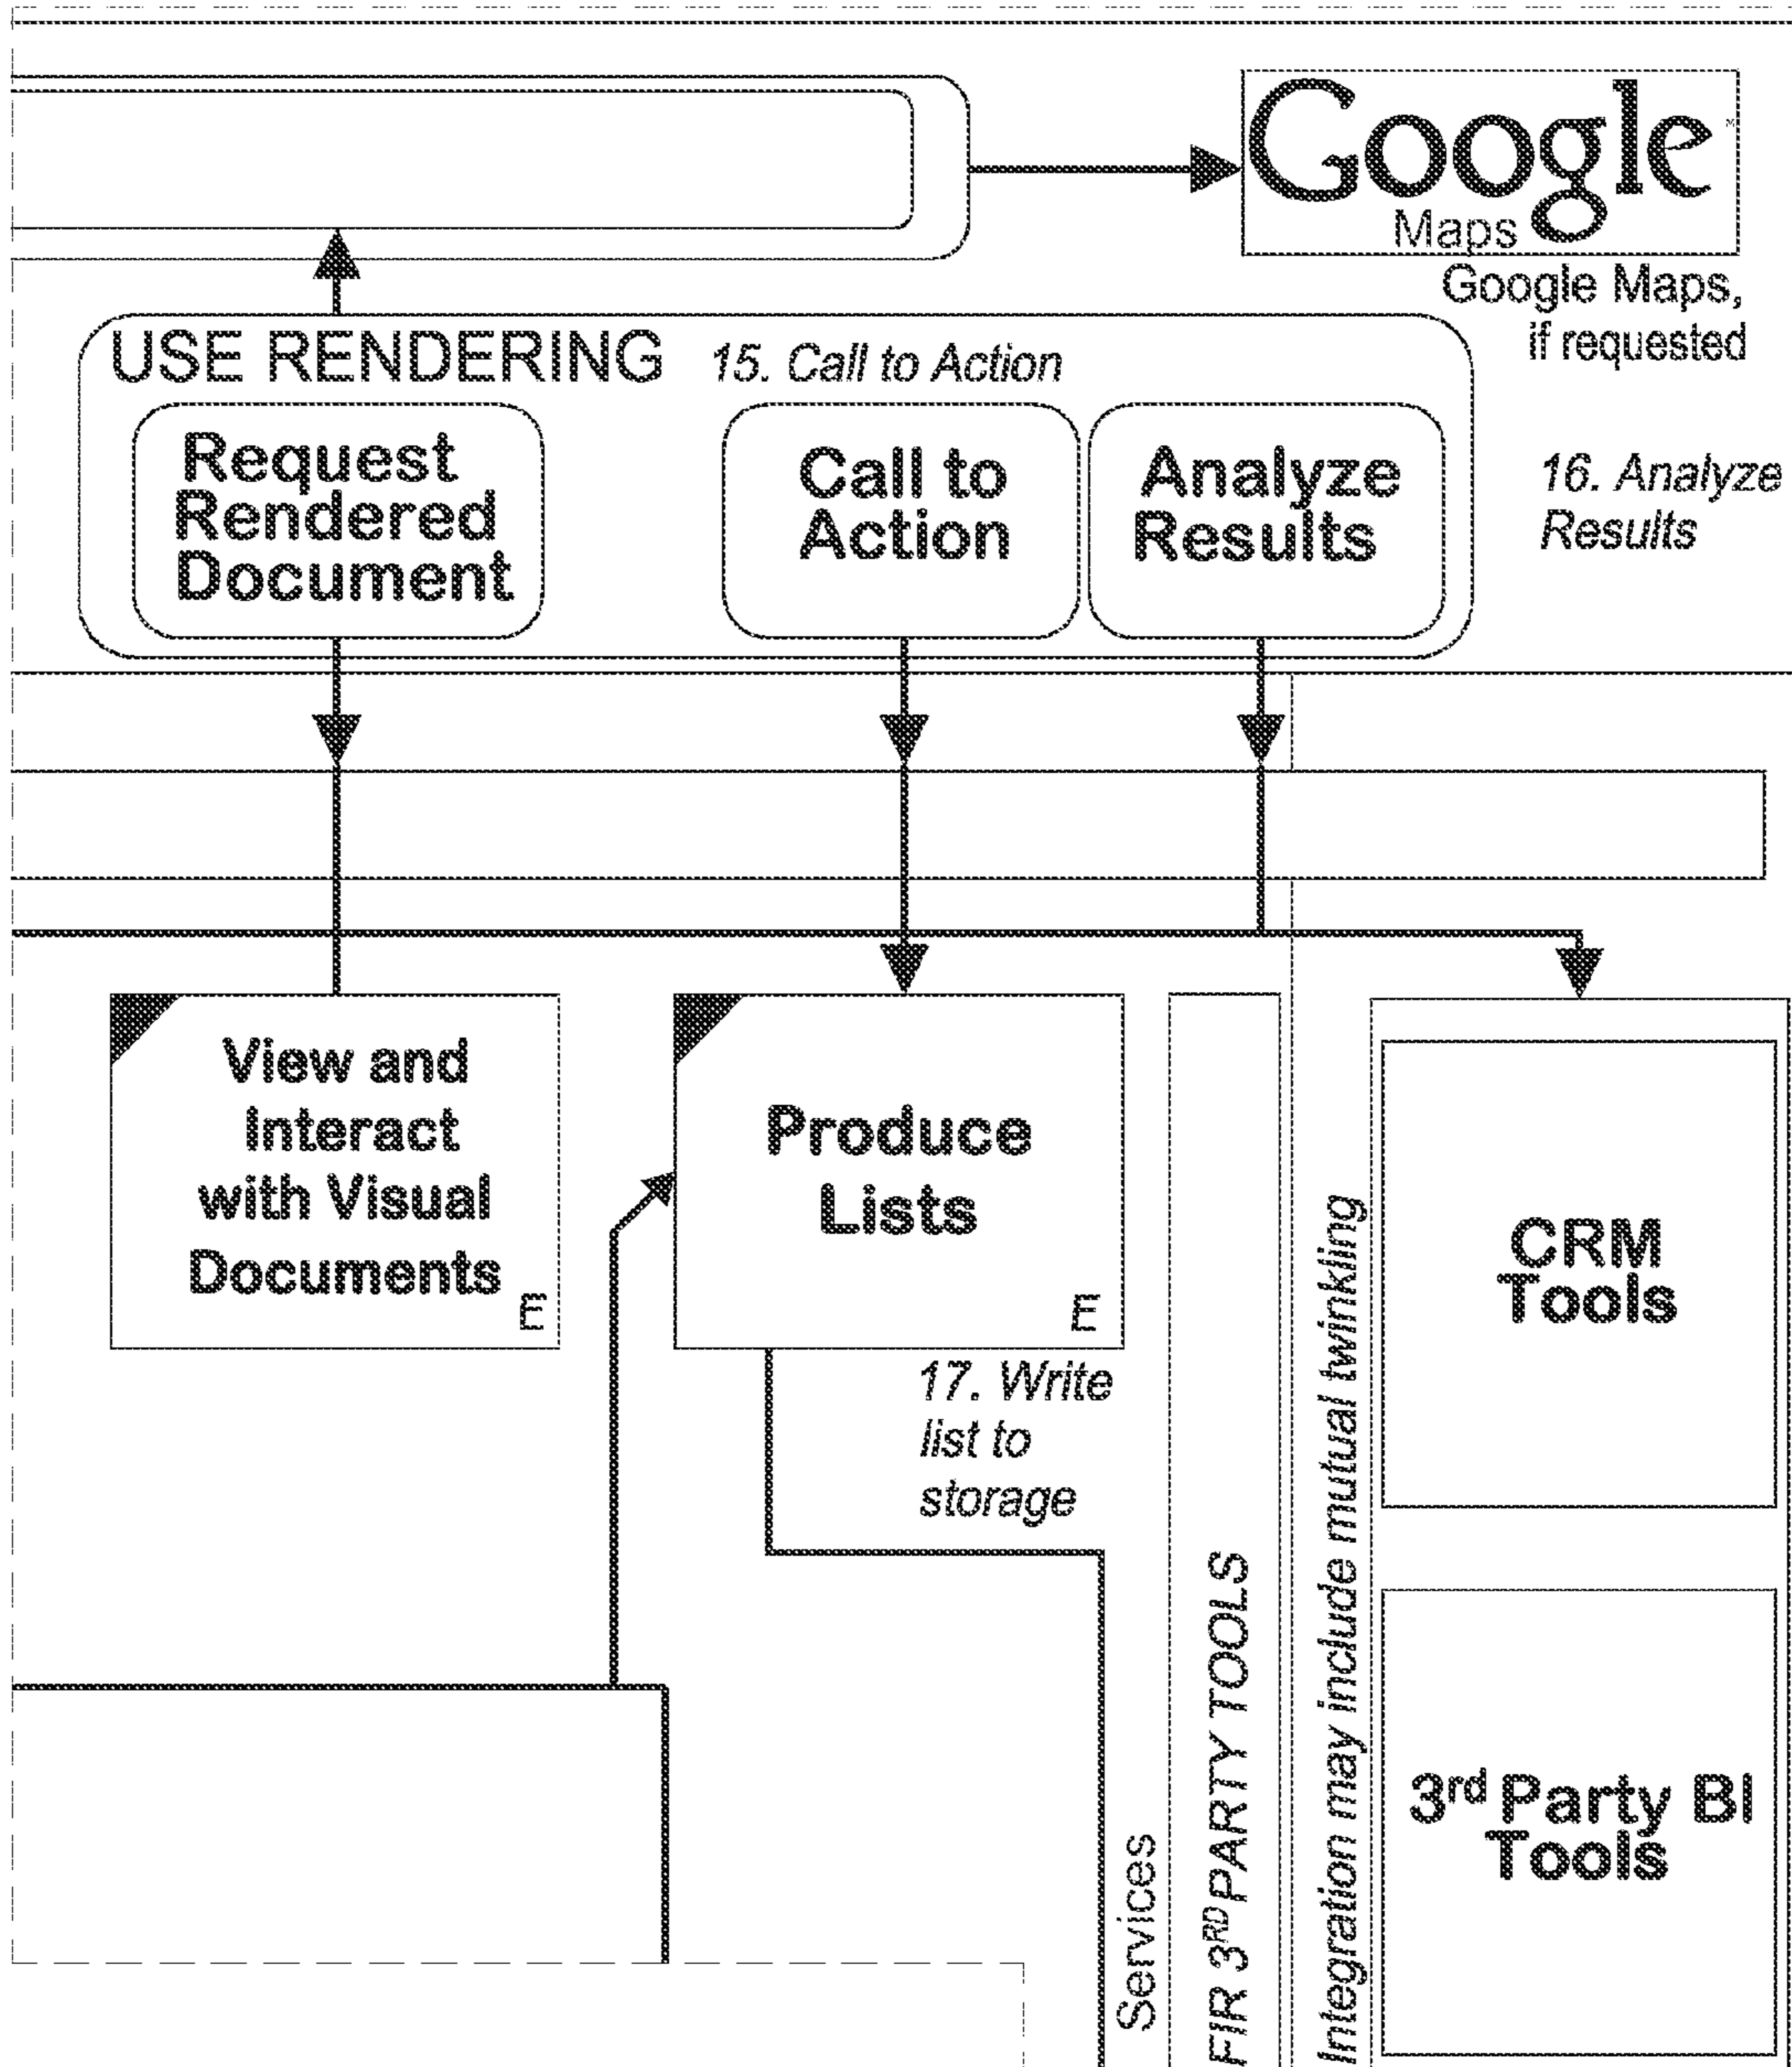 Google
Maps
Google Maps,
if requested
USE RENDERING
15. Call to Action
Request
Rendered
Document
Call to
Action
Analyze
Results
16. Analyze
Results
View and
Interact
with Visual
Documents
E
Produce
Lists
E
17. Write
list to
storage
Services
FIR 3RD PARTY TOOLS
Integration may include mutual twinkling
CRM
Tools
3rd Party BI
Tools